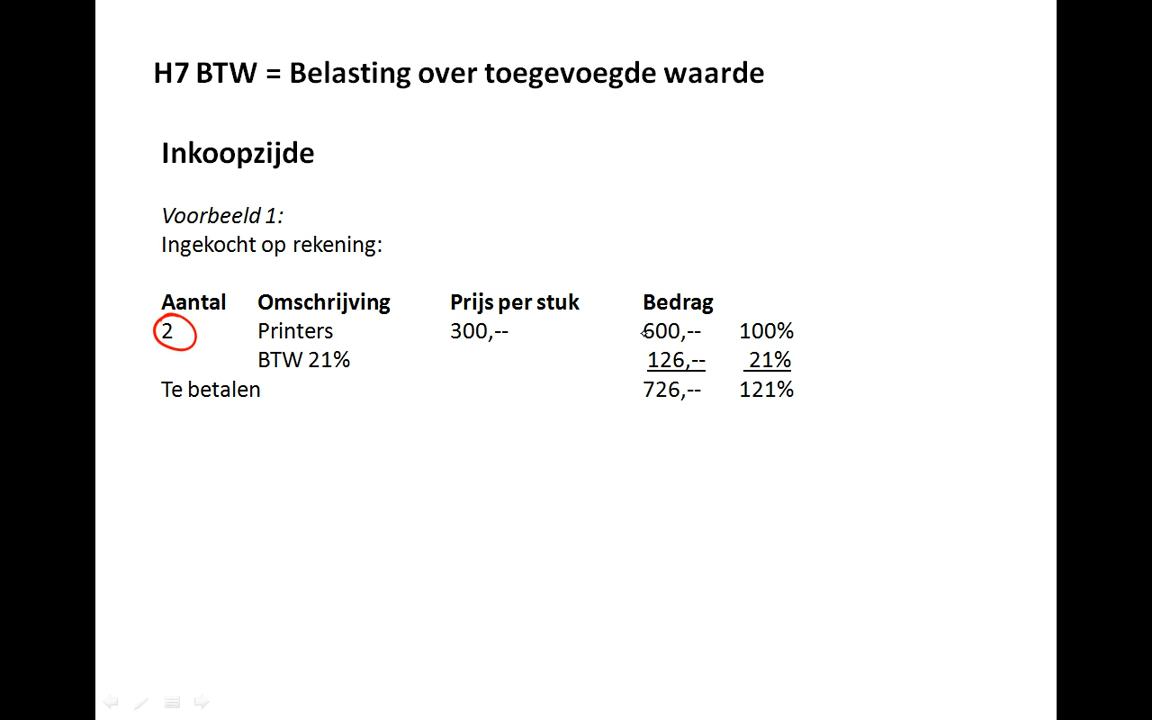 H7 BTW = Belasting over toegevoegde waarde
Inkoopzijde
Voorbeeld 1:
Ingekocht op rekening:
Aantal Omschrijving Prijs per stuk Bedrag
2 Printers 300,-- 600,-- 100%
BTW 21% 126,-- 21%
Te betalen 726,-- 121%